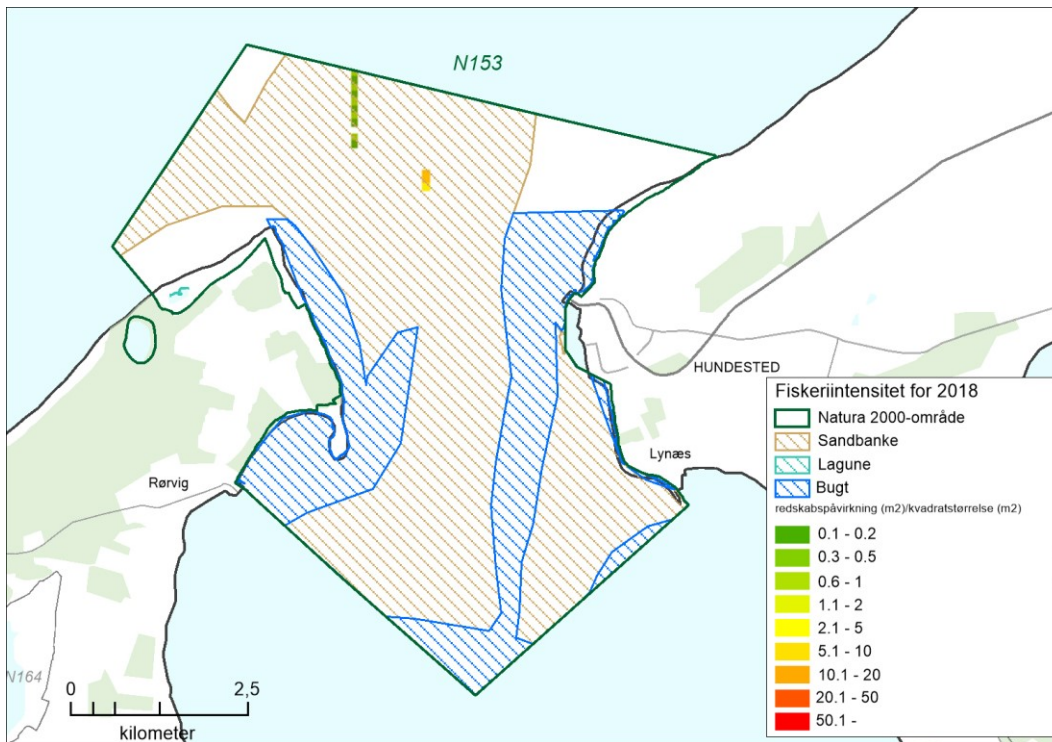 N153
HUNDESTED
Lynæs
Rørvig
N164
0 2,5
kilometer
Fiskeriintensitet for 2018
Natura 2000-område
Sandbanke
Lagune
Bugt
redskabspåvirkning (m2)/kvadratstørrelse (m2)
0.1 - 0.2
0.3 - 0.5
0.6 - 1
1.1 - 2
2.1 - 5
5.1 - 10
10.1 - 20
20.1 - 50
50.1 -